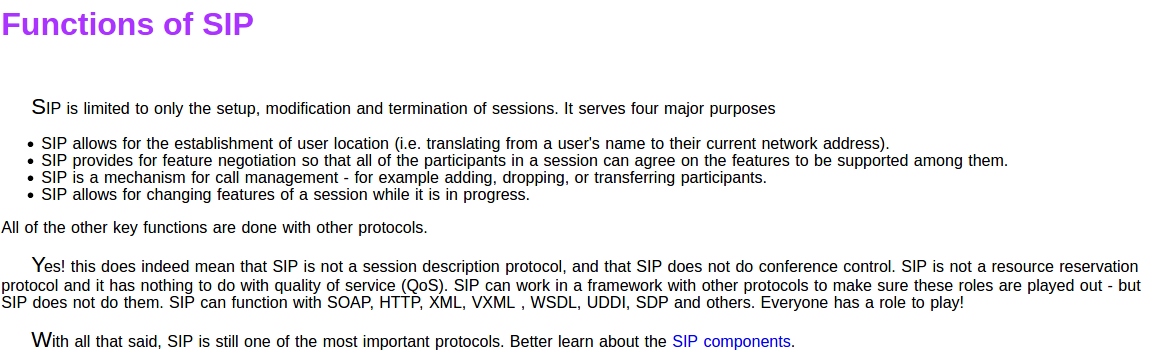 Functions of SIP
SIP is limited to only the setup, modification and termination of sessions. It serves four major purposes
• SIP allows for the establishment of user location (i.e. translating from a user's name to their current network address).
• SIP provides for feature negotiation so that all of the participants in a session can agree on the features to be supported among them.
• SIP is a mechanism for call management - for example adding, dropping, or transferring participants.
• SIP allows for changing features of a session while it is in progress.
All of the other key functions are done with other protocols.
Yes! this does indeed mean that SIP is not a session description protocol, and that SIP does not do conference control. SIP is not a resource reservation
protocol and it has nothing to do with quality of service (QoS). SIP can work in a framework with other protocols to make sure these roles are played out - but
SIP does not do them. SIP can function with SOAP, HTTP, XML, VXML , WSDL, UDDI, SDP and others. Everyone has a role to play!
With all that said, SIP is still one of the most important protocols. Better learn about the SIP components.